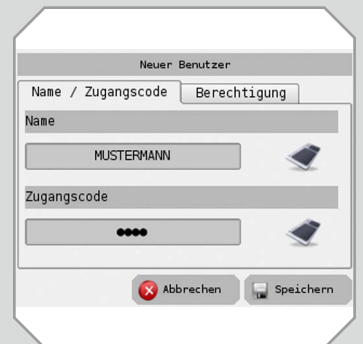 Neuer Benutzer
Name / Zugangscode Berechtigung
Name
MUSTERMANN
Zugangscode
●●●●
Abbrechen Speichern